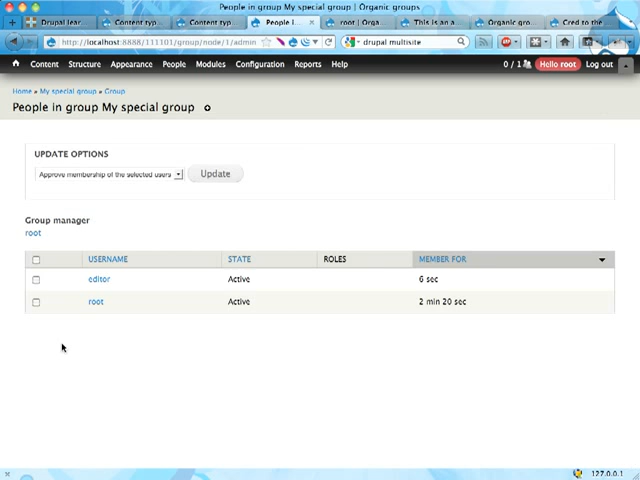 People in group My special group | Organic groups
Drupal lear
Content typ...
Content typ...
People i...
root | Orga...
This is an a
Organic gro...
Cred to the
http://localhost:8888/111101/group/node/1/admin
drupal multisite
Content
Structure
Appearance
People
Modules
Configuration
Reports
Help
0 / 1
Hello root
Log out
Home » My special group » Group
People in group My special group
UPDATE OPTIONS
Approve membership of the selected users
Update
Group manager
root
USERNAME STATE ROLES MEMBER FOR
editor Active 6 sec
root Active 2 min 20 sec
127.0.0.1